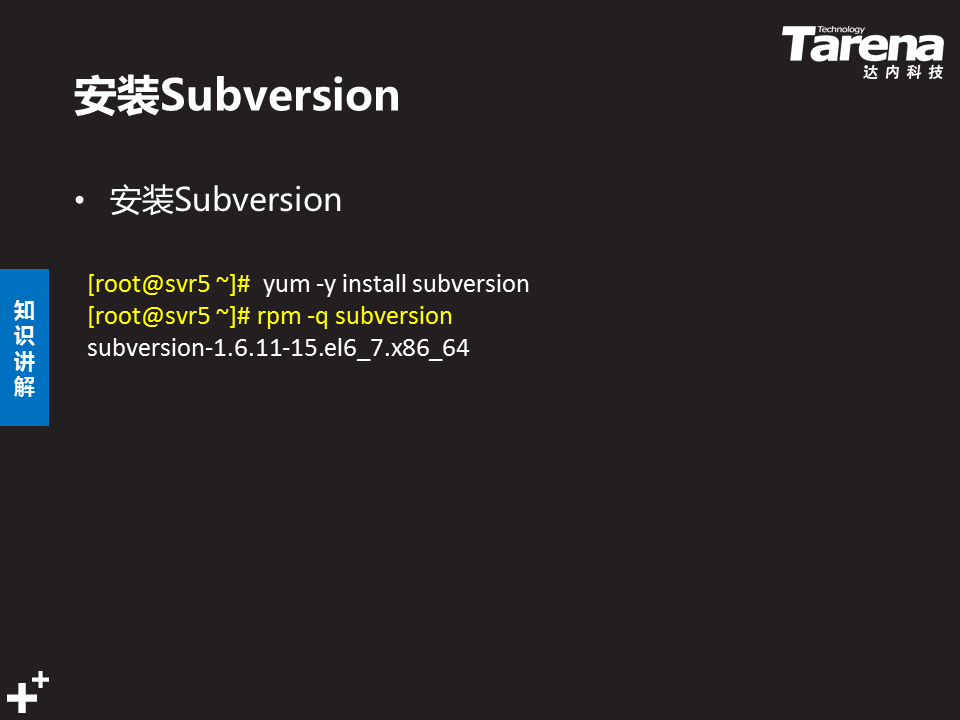 Technology
Tarena
达内科技
安装Subversion
• 安装Subversion
[root@svr5 ~]# yum -y install subversion
[root@svr5 ~]# rpm -q subversion
subversion-1.6.11-15.el6_7.x86_64
知识讲解